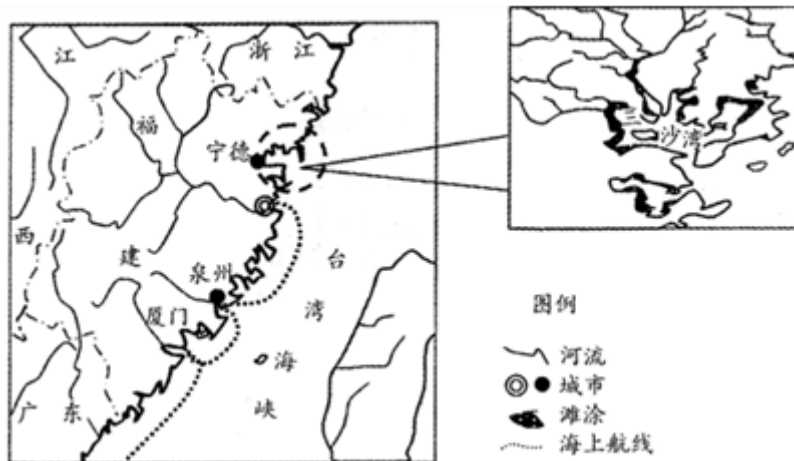 江
浙江
福
宁德
西
建
泉州
厦门
台
湾
海
峡
广东
三
沙湾
图例
河流
城市
滩涂
海上航线